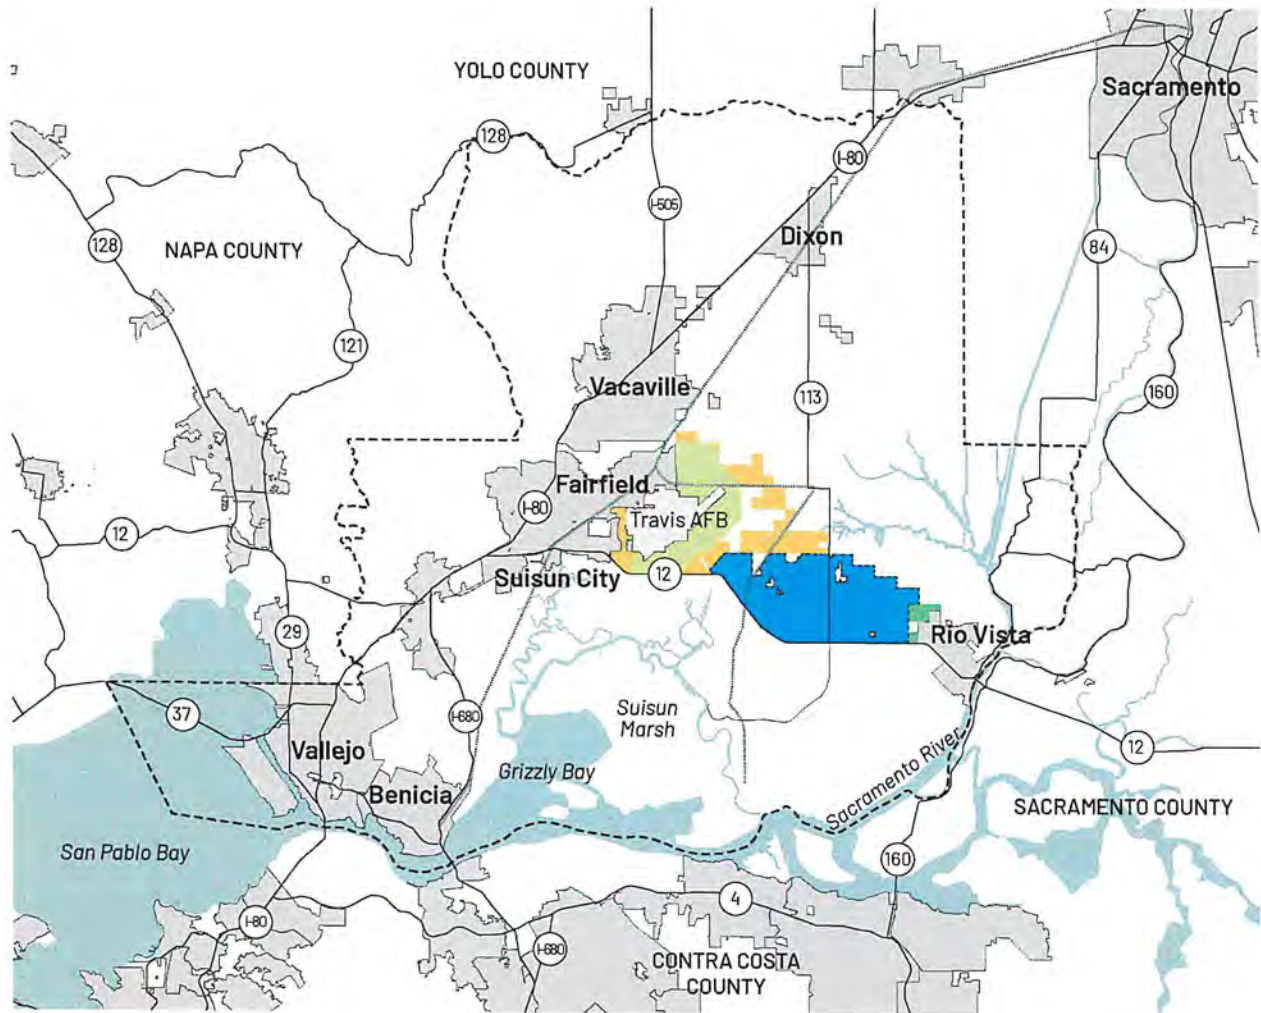 YOLO COUNTY
Sacramento
128
I-80
I-505
Dixon
128
NAPA COUNTY
84
121
Vacaville
113
160
Fairfield
I-80
Travis AFB
12
Suisun City
12
29
Rio Vista
37
I-680
Suisun
Marsh
Vallejo
Grizzly Bay
12
Benicia
Sacramento River
SACRAMENTO COUNTY
San Pablo Bay
160
4
I-80
I-680
CONTRA COSTA
COUNTY